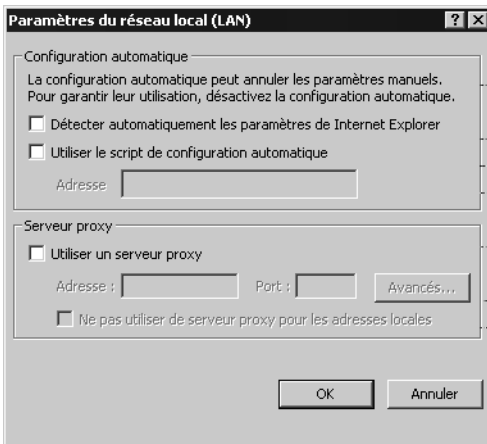 Paramètres du réseau local (LAN)
Configuration automatique
La configuration automatique peut annuler les paramètres manuels.
Pour garantir leur utilisation, désactivez la configuration automatique.
Détecter automatiquement les paramètres de Internet Explorer
Utiliser le script de configuration automatique
Adresse
Serveur proxy
Utiliser un serveur proxy
Adresse : Port : Avancés...
Ne pas utiliser de serveur proxy pour les adresses locales
OK Annuler